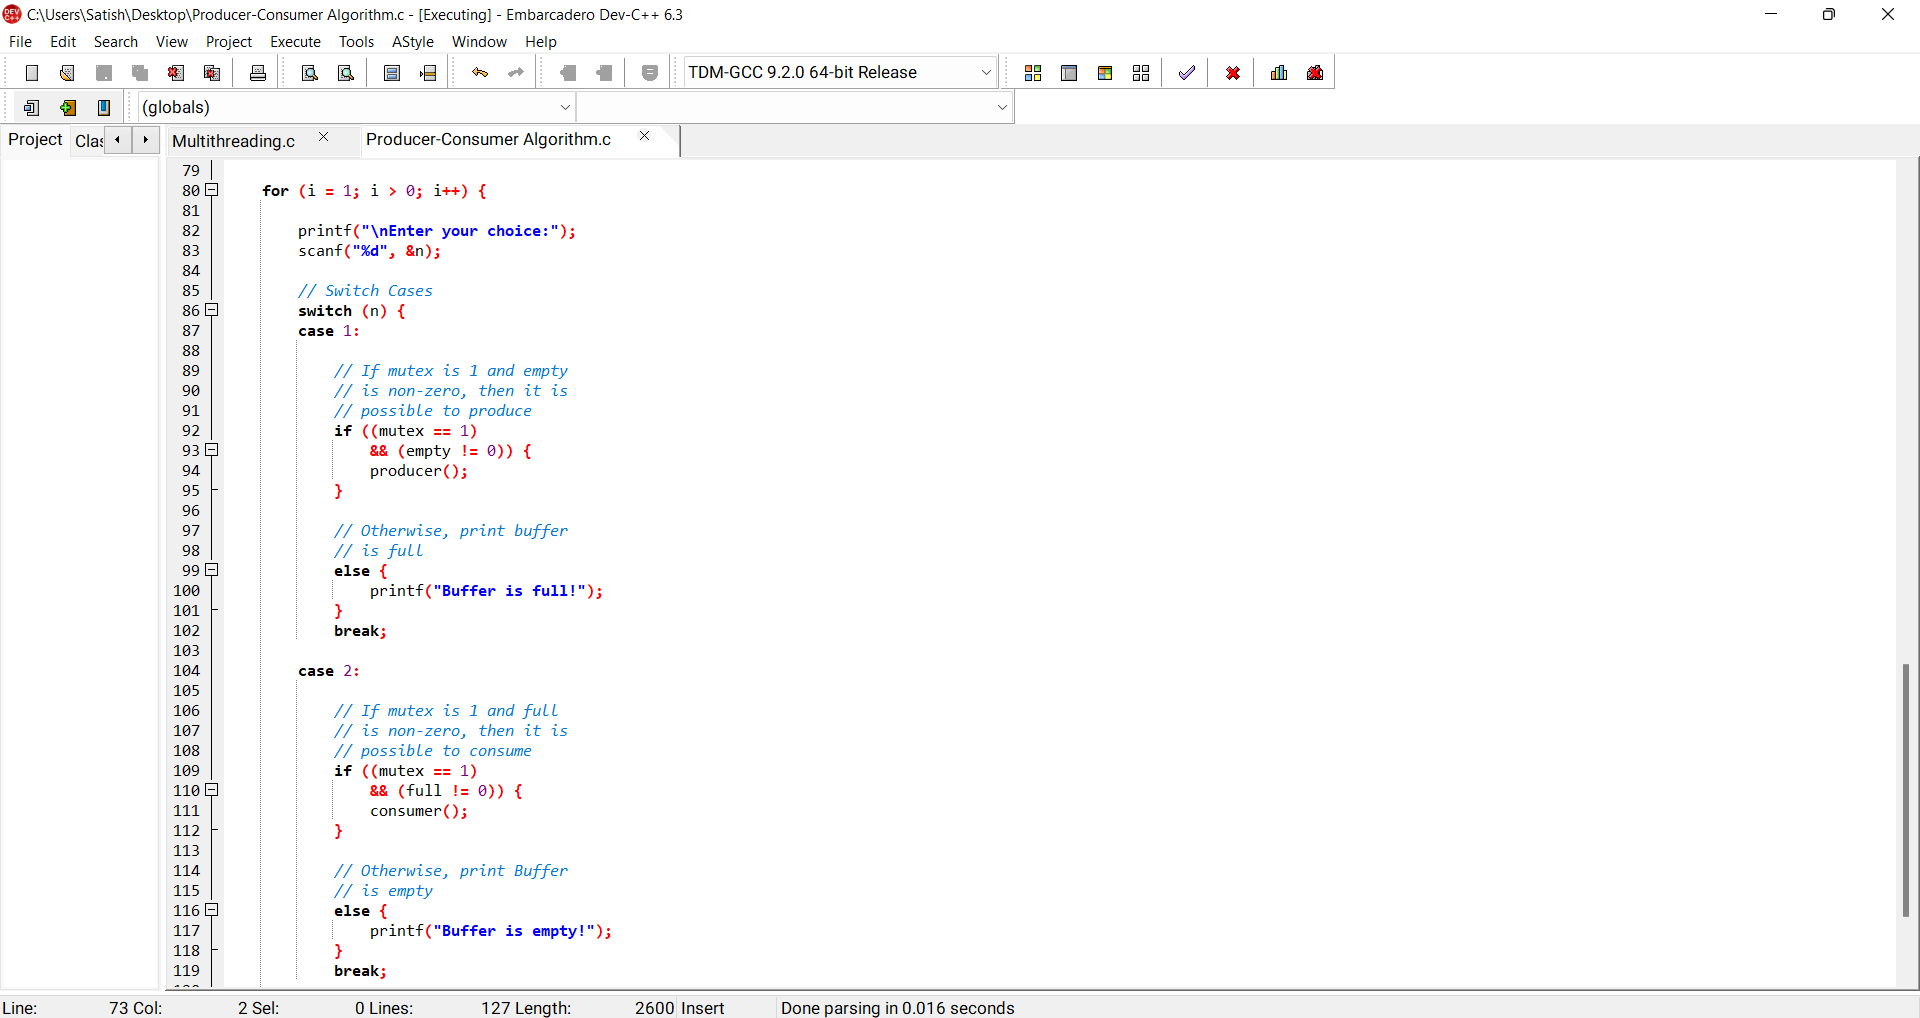 C:\Users\Satish\Desktop\Producer-Consumer Algorithm.c - [Executing] - Embarcadero Dev-C++ 6.3
File Edit Search View Project Execute Tools AStyle Window Help
TDM-GCC 9.2.0 64-bit Release
(globals)
Project Clas Multithreading.c Producer-Consumer Algorithm.c
79
80 for (i = 1; i > 0; i++) {
81
82 printf("\nEnter your choice:");
83 scanf("%d", &n);
84
85 // Switch Cases
86 switch (n) {
87 case 1:
88
89 // If mutex is 1 and empty
90 // is non-zero, then it is
91 // possible to produce
92 if ((mutex == 1)
93 && (empty != 0)) {
94 producer();
95 }
96
97 // Otherwise, print buffer
98 // is full
99 else {
100 printf("Buffer is full!");
101 }
102 break;
103
104 case 2:
105
106 // If mutex is 1 and full
107 // is non-zero, then it is
108 // possible to consume
109 if ((mutex == 1)
110 && (full != 0)) {
111 consumer();
112 }
113
114 // Otherwise, print Buffer
115 // is empty
116 else {
117 printf("Buffer is empty!");
118 }
119 break;
Line: 73 Col: 2 Sel: 0 Lines: 127 Length: 2600 Insert Done parsing in 0.016 seconds